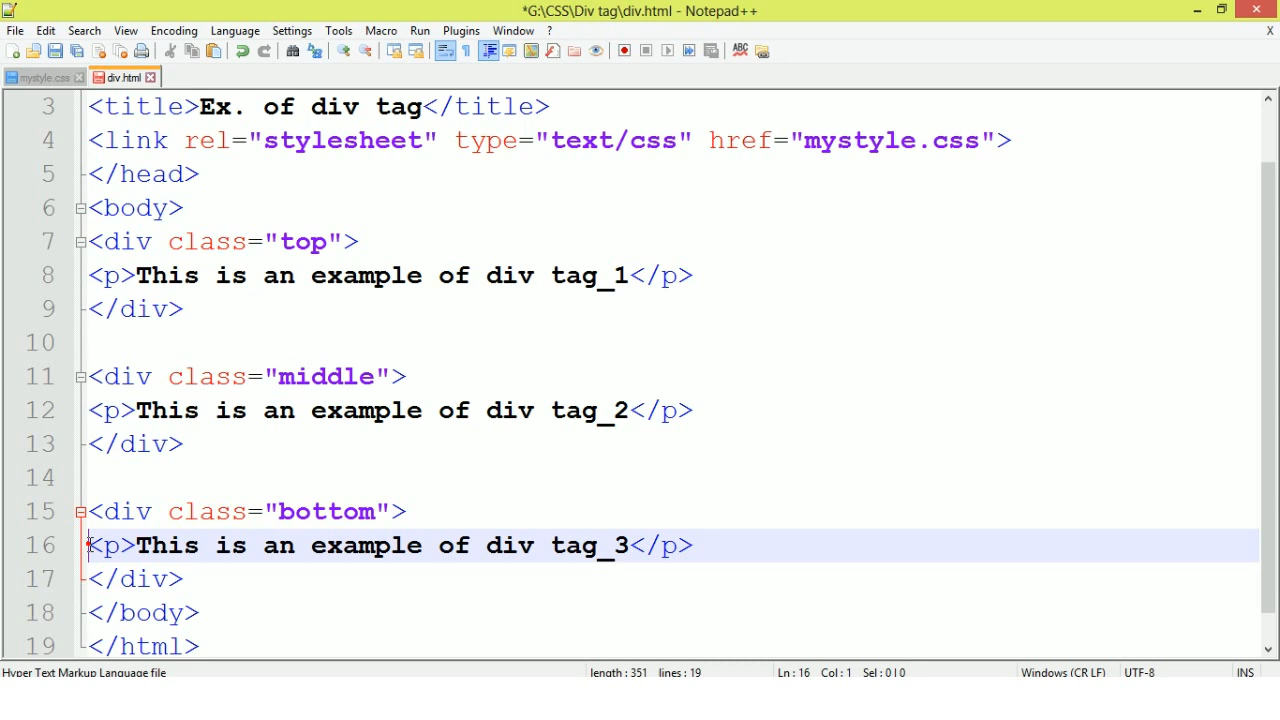 *G:\CSS\Div tag\div.html - Notepad++
File Edit Search View Encoding Language Settings Tools Macro Run Plugins Window ? X
mystyle.css div.html
3 <title>Ex. of div tag</title>
4 <link rel="stylesheet" type="text/css" href="mystyle.css">
5 </head>
6 <body>
7 <div class="top">
8 <p>This is an example of div tag_1</p>
9 </div>
10
11 <div class="middle">
12 <p>This is an example of div tag_2</p>
13 </div>
14
15 <div class="bottom">
16 <p>This is an example of div tag_3</p>
17 </div>
18 </body>
19 </html>
Hyper Text Markup Language file length : 351 lines : 19 Ln : 16 Col : 1 Sel : 0 | 0 Windows (CR LF) UTF-8 INS